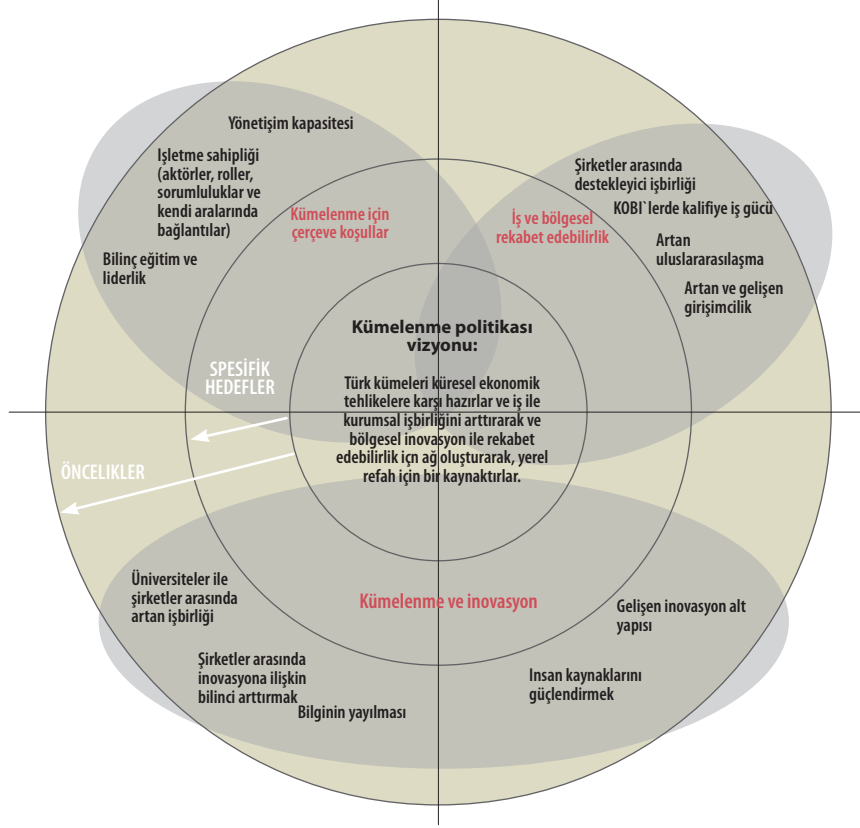 Yönetişim kapasitesi
Işletme sahipliği
(aktörler, roller,
sorumluluklar ve
kendi aralarında
bağlantılar)
Bilinç eğitim ve
liderlik
Kümelenme için
çerçeve koşullar
İş ve bölgesel
rekabet edebilirlik
Şirketler arasında
destekleyici işbirliği
KOBI`lerde kalifiye iş gücü
Artan
uluslararasılaşma
Artan ve gelişen
girişimcilik
Kümelenme politikası
vizyonu:
Türk kümeleri küresel ekonomik
tehlikelere karşı hazırlar ve iş ile
kurumsal işbirliğini arttırarak ve
bölgesel inovasyon ile rekabet
edebilirlik içn ağ oluşturarak, yerel
refah için bir kaynaktırlar.
SPESİFİK
HEDEFLER
ÖNCELIKLER
Üniversiteler ile
şirketler arasında
artan işbirliği
Şirketler arasında
inovasyona ilişkin
bilinci arttırmak
Bilginin yayılması
Kümelenme ve inovasyon
Gelişen inovasyon alt
yapısı
Insan kaynaklarını
güçlendirmek